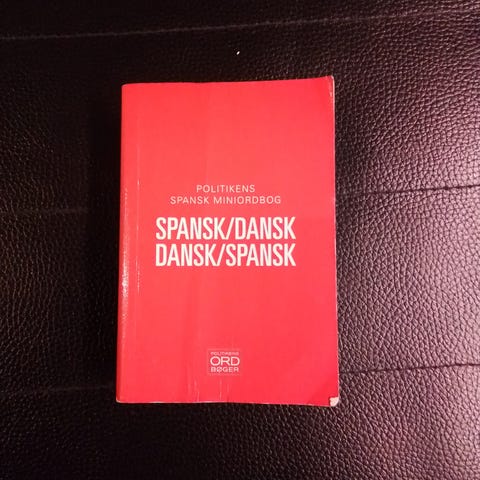 POLITIKENS
SPANSK MINIORDBOG
SPANSK/DANSK
DANSK/SPANSK
POLITIKENS
ORD
BØGER